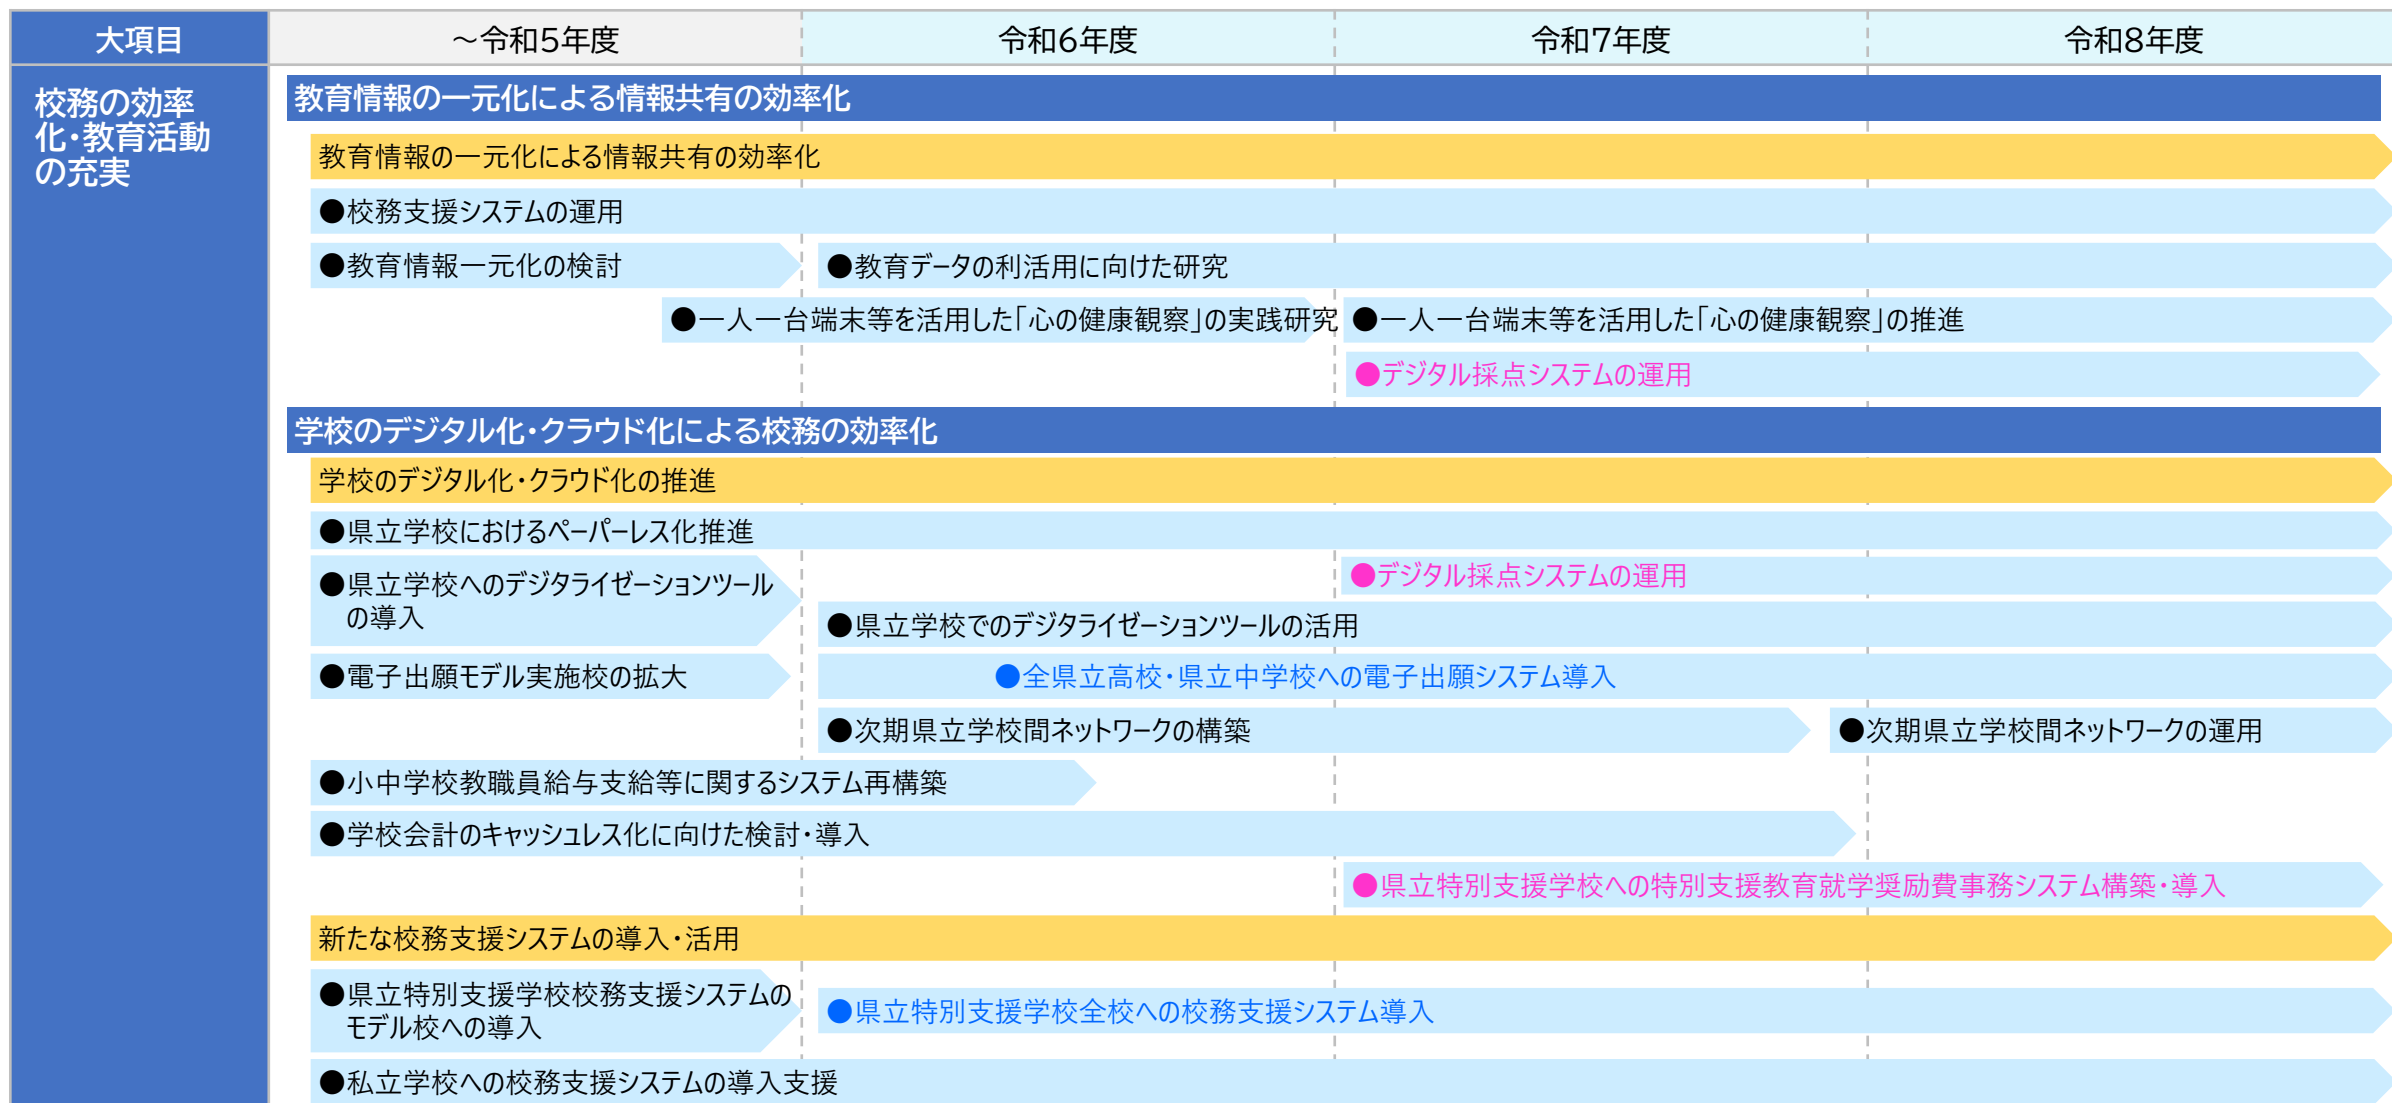 大項目
～令和5年度
令和6年度
令和7年度
令和8年度
校務の効率
化・教育活動
の充実
教育情報の一元化による情報共有の効率化
教育情報の一元化による情報共有の効率化
●校務支援システムの運用
●教育情報一元化の検討
●教育データの利活用に向けた研究
●一人一台端末等を活用した「心の健康観察」の実践研究
●一人一台端末等を活用した「心の健康観察」の推進
●デジタル採点システムの運用
学校のデジタル化・クラウド化による校務の効率化
学校のデジタル化・クラウド化の推進
●県立学校におけるペーパーレス化推進
●県立学校へのデジタライゼーションツール
の導入
●デジタル採点システムの運用
●県立学校でのデジタライゼーションツールの活用
●電子出願モデル実施校の拡大
●全県立高校・県立中学校への電子出願システム導入
●次期県立学校間ネットワークの構築
●次期県立学校間ネットワークの運用
●小中学校教職員給与支給等に関するシステム再構築
●学校会計のキャッシュレス化に向けた検討・導入
●県立特別支援学校への特別支援教育就学奨励費事務システム構築・導入
新たな校務支援システムの導入・活用
●県立特別支援学校校務支援システムの
モデル校への導入
●県立特別支援学校全校への校務支援システム導入
●私立学校への校務支援システムの導入支援